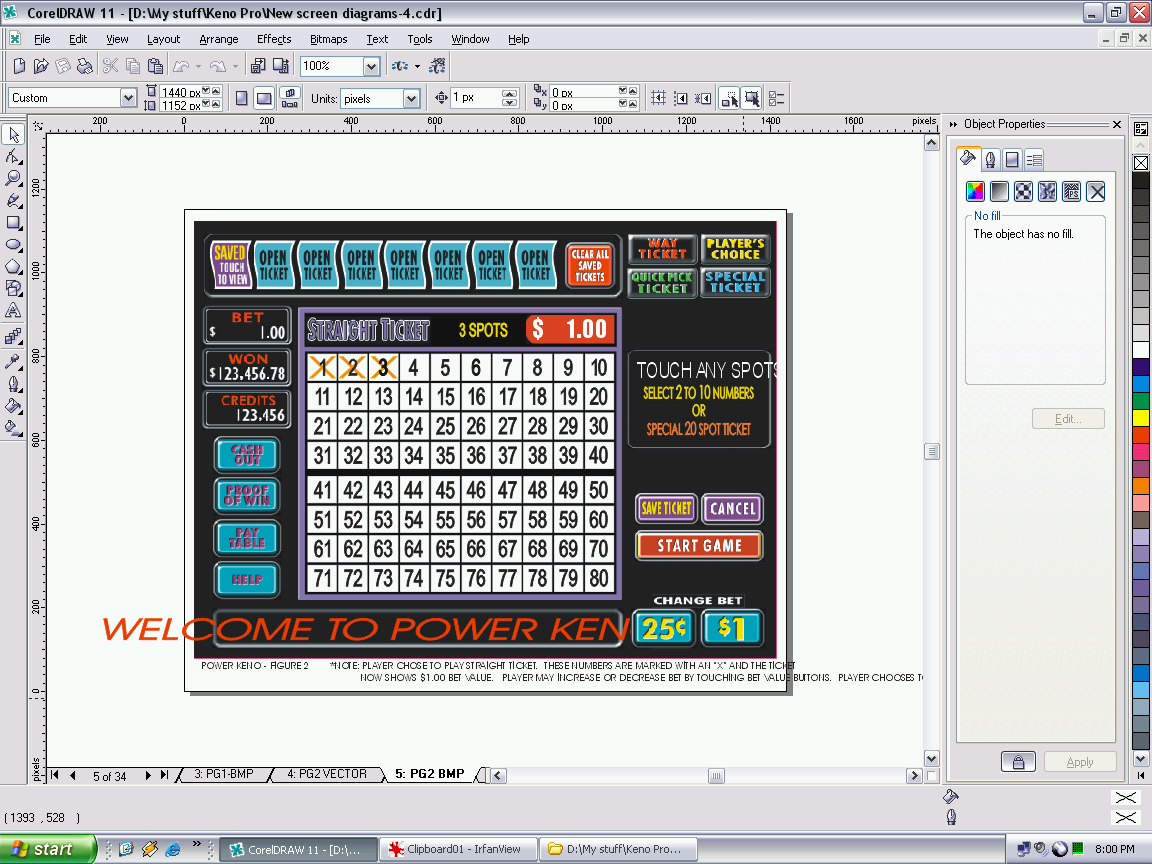 CorelDRAW 11 - [D:\My stuff\Keno Pro\New screen diagrams-4.cdr]
File Edit View Layout Arrange Effects Bitmaps Text Tools Window Help
100%
Custom 1440 px 1152 px Units: pixels 1 px 0 px 0 px
200 0 200 400 600 800 1000 1200 1400 1600 pixels
Object Properties
No fill
The object has no fill.
Edit...
Apply
1200
1000
800
600
400
200
0
pixels
SAVED TOUCH TO VIEW
OPEN TICKET
OPEN TICKET
OPEN TICKET
OPEN TICKET
OPEN TICKET
OPEN TICKET
OPEN TICKET
CLEAR ALL SAVED TICKETS
WAY TICKET
PLAYER'S CHOICE
QUICK PICK TICKET
SPECIAL TICKET
BET
$ 1.00
WON
$123,456.78
CREDITS
123,456
CASH OUT
PROOF OF WIN
PAY TABLE
HELP
STRAIGHT TICKET 3 SPOTS $ 1.00
1 2 3 4 5 6 7 8 9 10
11 12 13 14 15 16 17 18 19 20
21 22 23 24 25 26 27 28 29 30
31 32 33 34 35 36 37 38 39 40
41 42 43 44 45 46 47 48 49 50
51 52 53 54 55 56 57 58 59 60
61 62 63 64 65 66 67 68 69 70
71 72 73 74 75 76 77 78 79 80
TOUCH ANY SPOTS
SELECT 2 TO 10 NUMBERS
OR
SPECIAL 20 SPOT TICKET
SAVE TICKET
CANCEL
START GAME
CHANGE BET
25¢ $1
WELCOME TO POWER KEN
POWER KENO - FIGURE 2 *NOTE: PLAYER CHOSE TO PLAY STRAIGHT TICKET. THESE NUMBERS ARE MARKED WITH AN "X" AND THE TICKET
NOW SHOWS $1.00 BET VALUE. PLAYER MAY INCREASE OR DECREASE BET BY TOUCHING BET VALUE BUTTONS. PLAYER CHOOSES T
5 of 34 3: PG1-BMP 4: PG2 VECTOR 5: PG2 BMP
(1393 ,528 )
start CorelDRAW 11 - [D:\... Clipboard01 - IrfanView D:\My stuff\Keno Pro... 8:00 PM